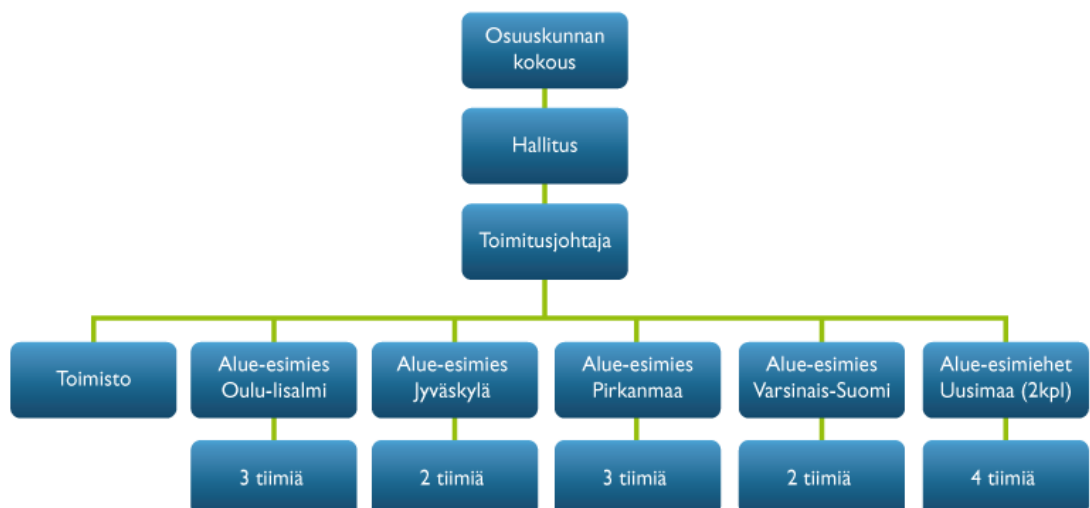 Osuuskunnan
kokous
Hallitus
Toimitusjohtaja
Toimisto
Alue-esimies
Oulu-Iisalmi
Alue-esimies
Jyväskylä
Alue-esimies
Pirkanmaa
Alue-esimies
Varsinais-Suomi
Alue-esimiehet
Uusimaa (2kpl)
3 tiimiä
2 tiimiä
3 tiimiä
2 tiimiä
4 tiimiä